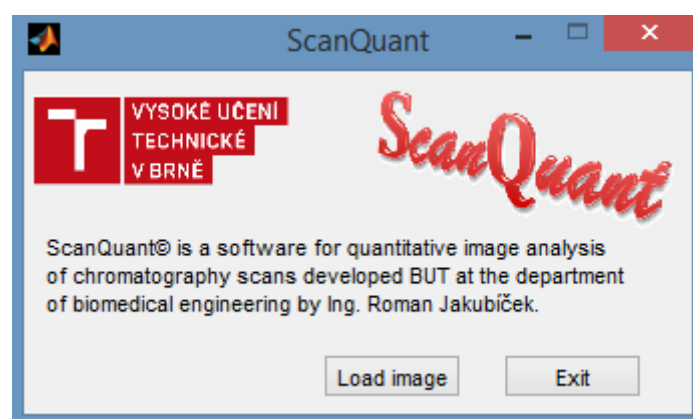 ScanQuant
VYSOKÉ UČENÍ
TECHNICKÉ
V BRNĚ
ScanQuant
ScanQuant© is a software for quantitative image analysis
of chromatography scans developed BUT at the department
of biomedical engineering by Ing. Roman Jakubíček.
Load image
Exit